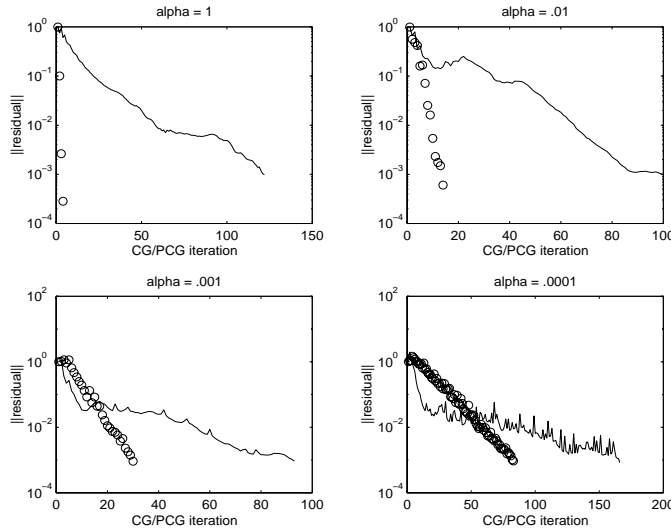 alpha = 1
10^0
10^-1
10^-2
10^-3
10^-4
||residual||
0 50 100 150
CG/PCG iteration
alpha = .01
10^0
10^-1
10^-2
10^-3
10^-4
||residual||
0 20 40 60 80 100
CG/PCG iteration
alpha = .001
10^2
10^0
10^-2
10^-4
||residual||
0 20 40 60 80 100
CG/PCG iteration
alpha = .0001
10^2
10^0
10^-2
10^-4
||residual||
0 50 100 150 200
CG/PCG iteration